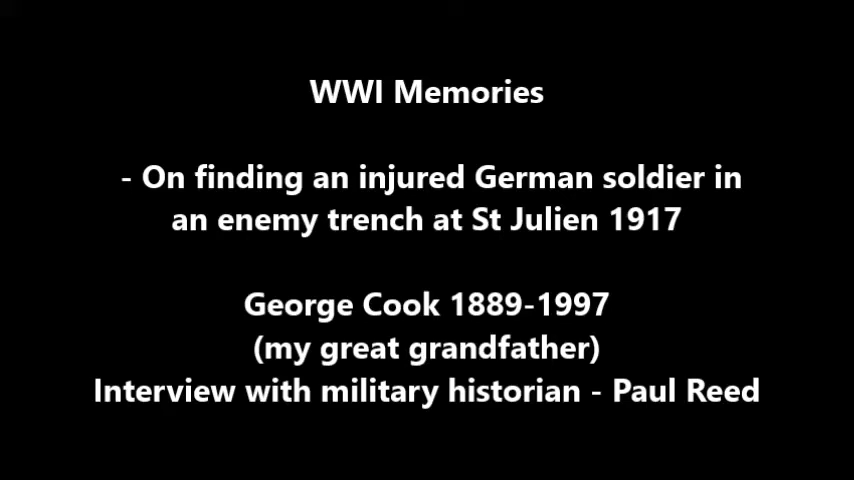 WWI Memories
- On finding an injured German soldier in
an enemy trench at St Julien 1917
George Cook 1889-1997
(my great grandfather)
Interview with military historian - Paul Reed